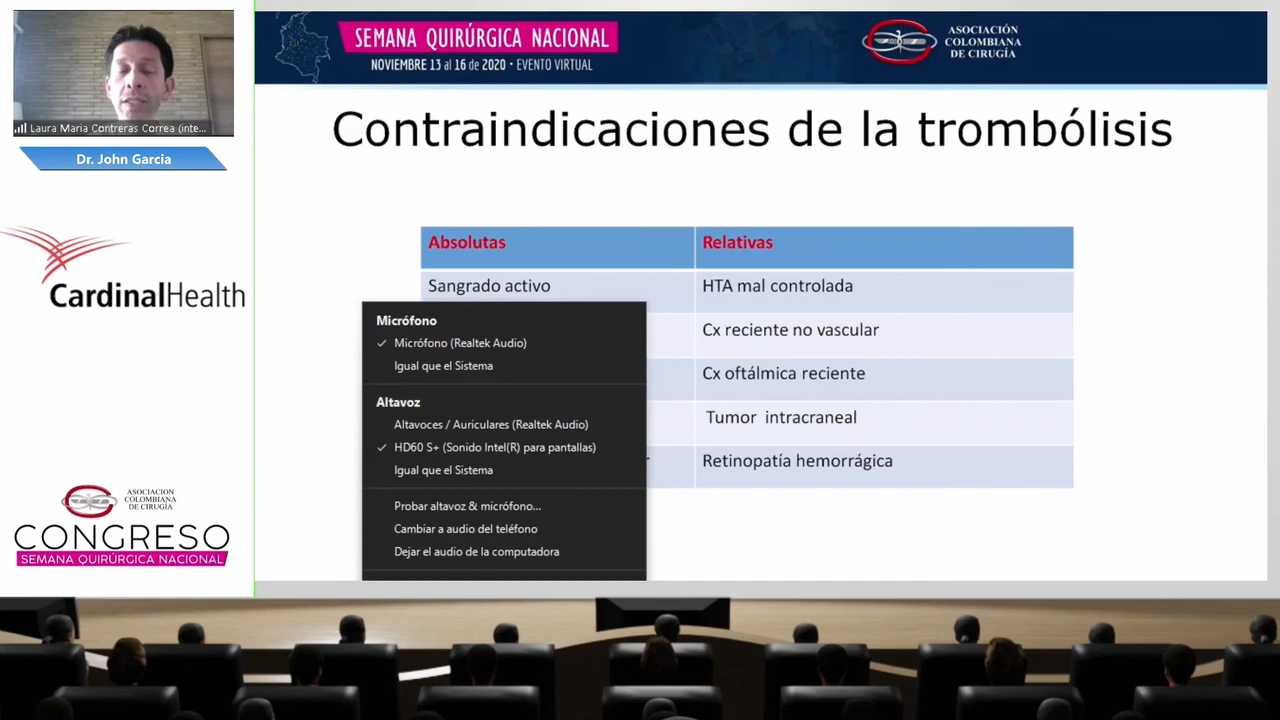 Laura Maria Contreras Correa (inte...
Dr. John Garcia
CardinalHealth
ASOCIACIÓN
COLOMBIANA
DE CIRUGÍA
CONGRESO
SEMANA QUIRÚRGICA NACIONAL
SEMANA QUIRÚRGICA NACIONAL
NOVIEMBRE 13 al 16 de 2020 • EVENTO VIRTUAL
ASOCIACIÓN
COLOMBIANA
DE CIRUGÍA
Contraindicaciones de la trombólisis
Absolutas
Relativas
Sangrado activo
HTA mal controlada
Cx reciente no vascular
Cx oftálmica reciente
Tumor intracraneal
Retinopatía hemorrágica
Micrófono
Micrófono (Realtek Audio)
Igual que el Sistema
Altavoz
Altavoces / Auriculares (Realtek Audio)
HD60 S+ (Sonido Intel(R) para pantallas)
Igual que el Sistema
Probar altavoz & micrófono...
Cambiar a audio del teléfono
Dejar el audio de la computadora